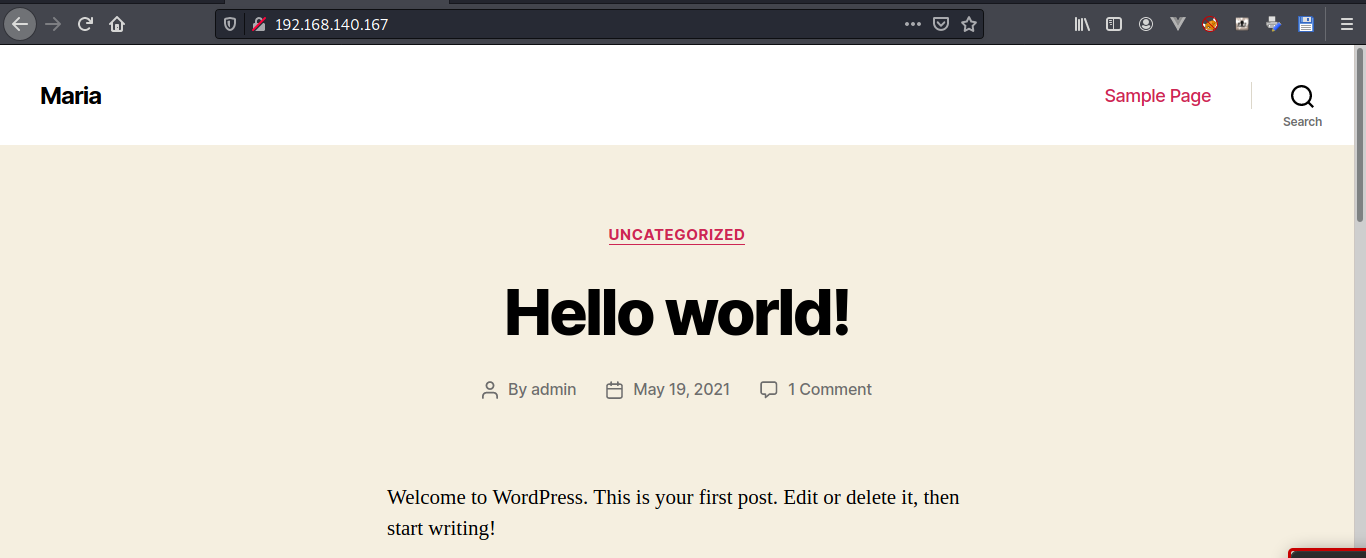 192.168.140.167
Maria
Sample Page
Search
UNCATEGORIZED
Hello world!
By admin May 19, 2021 1 Comment
Welcome to WordPress. This is your first post. Edit or delete it, then
start writing!